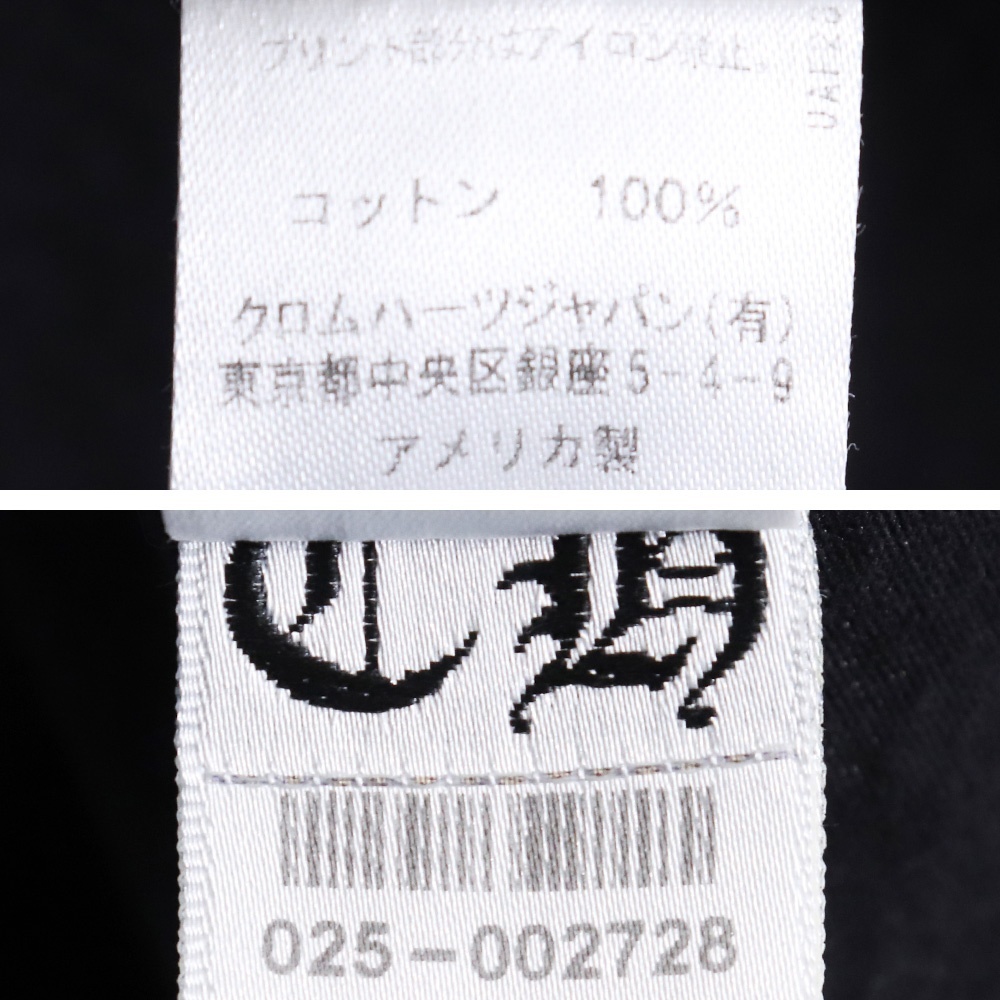 プリント部分はアイロン禁止。
コットン 100%
クロムハーツジャパン(有)
東京都中央区銀座5-4-9
アメリカ製
CH
025-002728